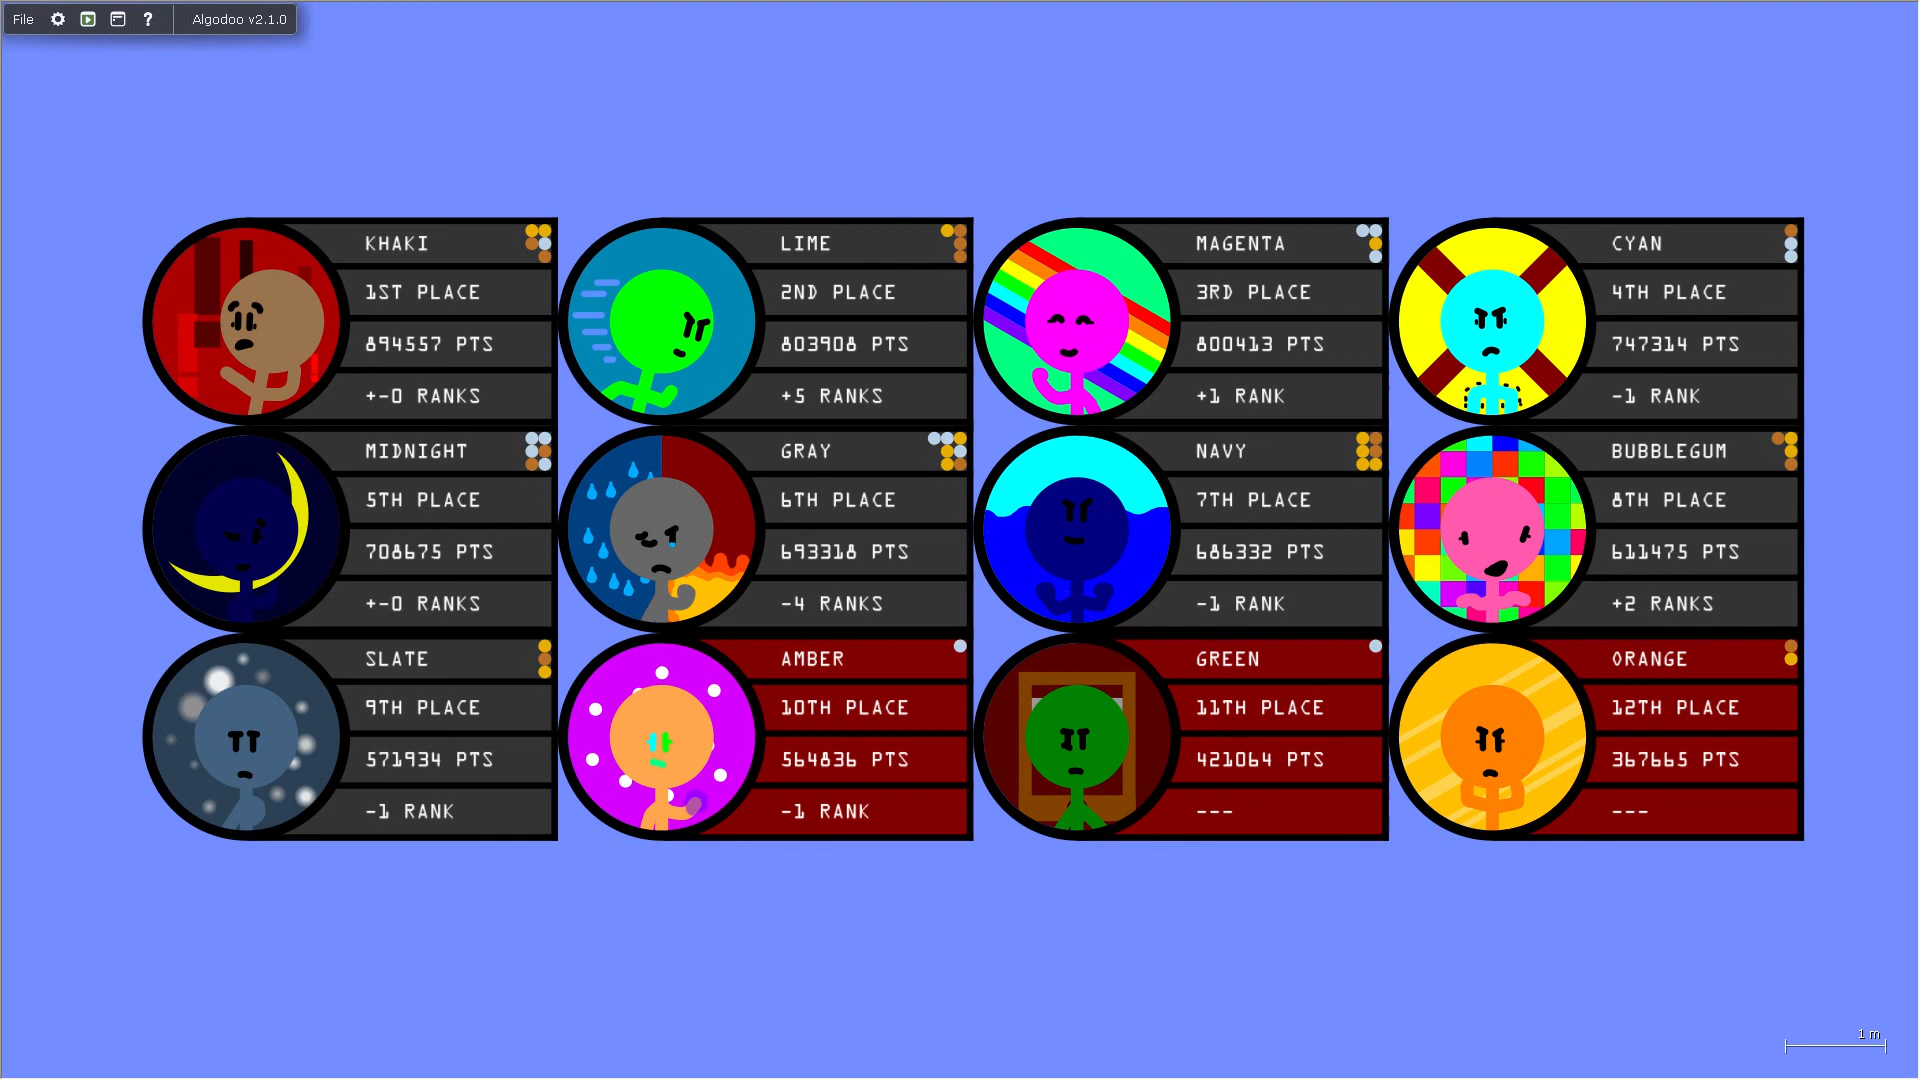 File ? Algodoo v2.1.0
KHAKI
1ST PLACE
894557 PTS
+-0 RANKS
LIME
2ND PLACE
803908 PTS
+5 RANKS
MAGENTA
3RD PLACE
800413 PTS
+1 RANK
CYAN
4TH PLACE
747314 PTS
-1 RANK
MIDNIGHT
5TH PLACE
708675 PTS
+-0 RANKS
GRAY
6TH PLACE
693318 PTS
-4 RANKS
NAVY
7TH PLACE
686332 PTS
-1 RANK
BUBBLEGUM
8TH PLACE
611475 PTS
+2 RANKS
SLATE
9TH PLACE
571934 PTS
-1 RANK
AMBER
10TH PLACE
564836 PTS
-1 RANK
GREEN
11TH PLACE
421064 PTS
---
ORANGE
12TH PLACE
367665 PTS
---
1 m